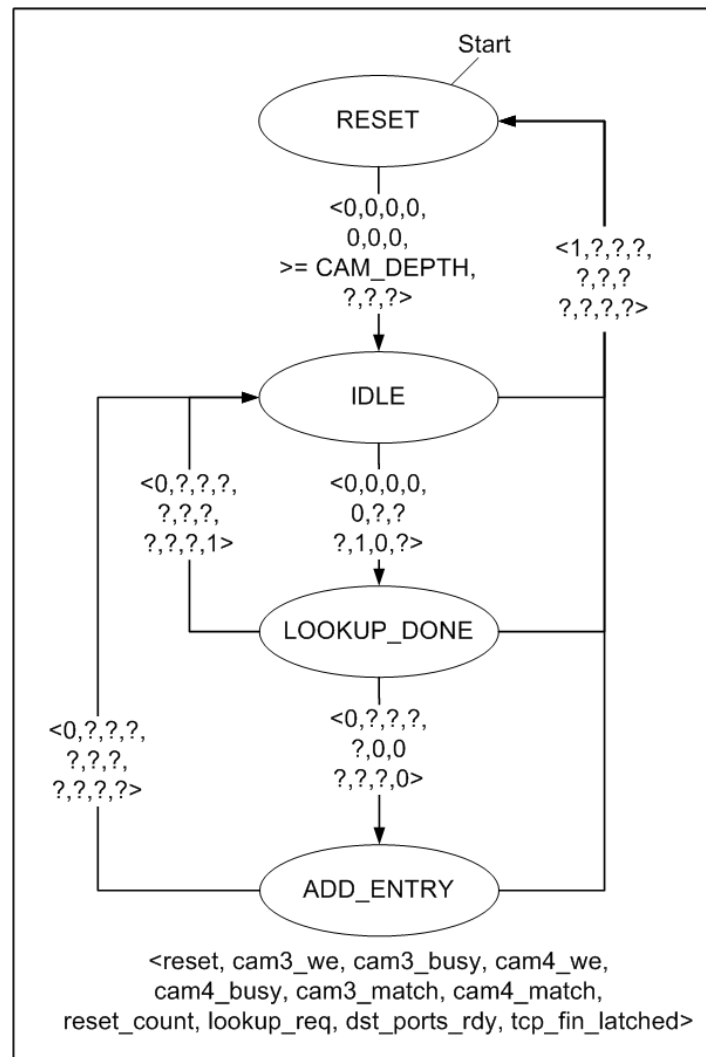 Start
RESET
<0,0,0,0,
0,0,0,
>= CAM_DEPTH,
?,?,?>
<1,?,?,?,
?,?,?
?,?,?,?>
IDLE
<0,?,?,?,
?,?,?,
?,?,?,1>
<0,0,0,0,
0,?,?
?,1,0,?>
LOOKUP_DONE
<0,?,?,?,
?,?,?,
?,?,?,?>
<0,?,?,?,
?,0,0
?,?,?,0>
ADD_ENTRY
<reset, cam3_we, cam3_busy, cam4_we,
cam4_busy, cam3_match, cam4_match,
reset_count, lookup_req, dst_ports_rdy, tcp_fin_latched>